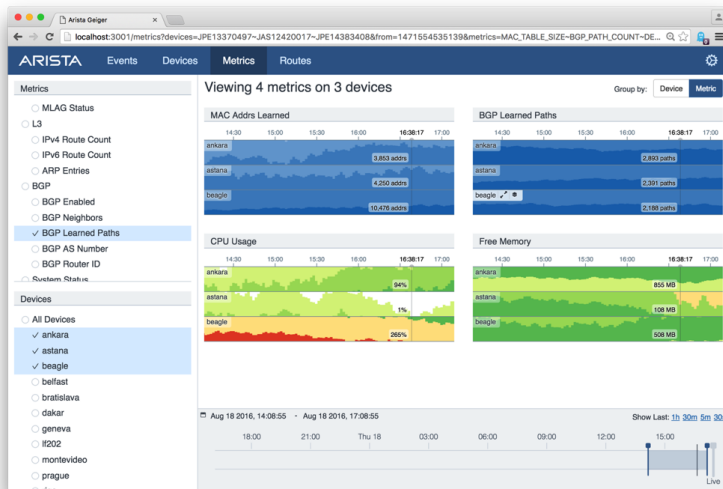 Arista Geiger
localhost:3001/metrics?devices=JPE13370497~JAS12420017~JPE14383408&from=1471554535139&metrics=MAC_TABLE_SIZE~BGP_PATH_COUNT~DE...
ARISTA
Events
Devices
Metrics
Routes
Metrics
MLAG Status
L3
IPv4 Route Count
IPv6 Route Count
ARP Entries
BGP
BGP Enabled
BGP Neighbors
BGP Learned Paths
BGP AS Number
BGP Router ID
System Status
Devices
All Devices
ankara
astana
beagle
belfast
bratislava
dakar
geneva
lf202
montevideo
prague
Viewing 4 metrics on 3 devices
Group by: Device Metric
MAC Addrs Learned
14:30 15:00 15:30 16:00 16:38:17 17:00
ankara
3,853 addrs
astana
4,250 addrs
beagle
10,476 addrs
BGP Learned Paths
14:30 15:00 15:30 16:00 16:38:17 17:00
ankara
2,893 paths
astana
2,391 paths
beagle
2,188 paths
CPU Usage
14:30 15:00 15:30 16:00 16:38:17 17:00
ankara
94%
astana
1%
beagle
265%
Free Memory
14:30 15:00 15:30 16:00 16:38:17 17:00
ankara
855 MB
astana
108 MB
beagle
508 MB
Aug 18 2016, 14:08:55 - Aug 18 2016, 17:08:55
Show Last: 1h 30m 5m 30
18:00 21:00 Thu 18 03:00 06:00 09:00 12:00 15:00
Live